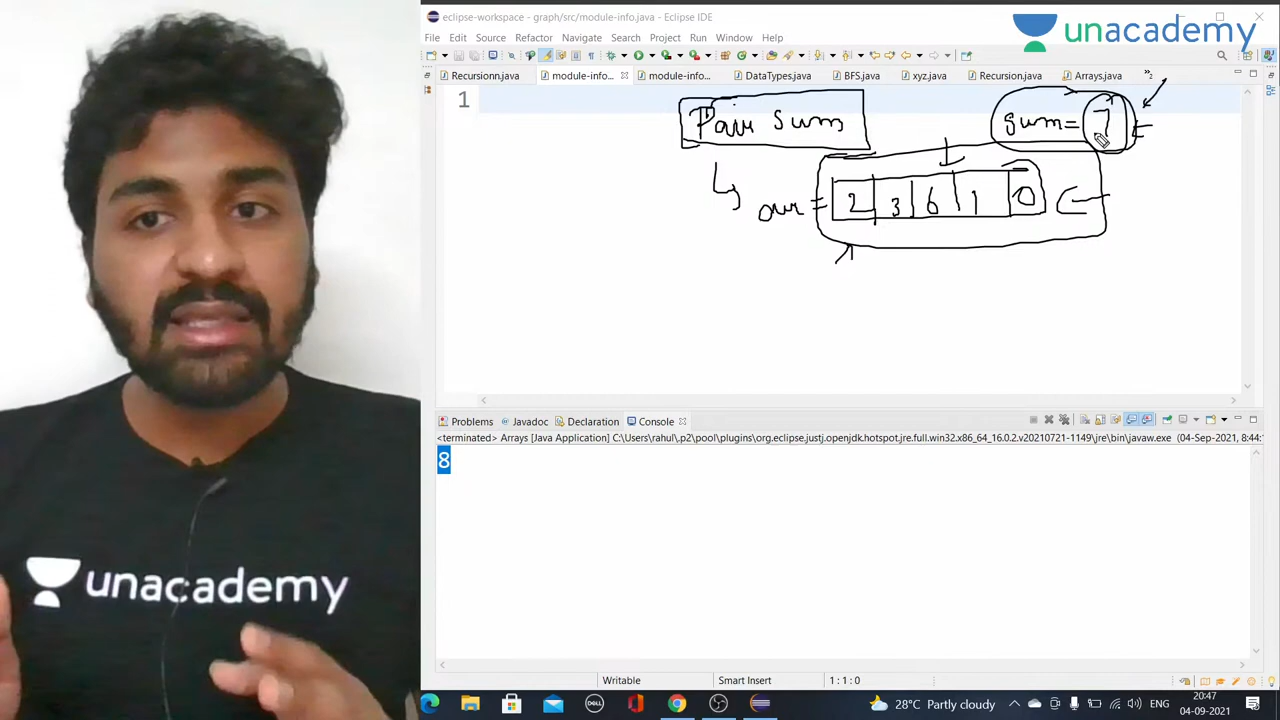 eclipse-workspace - graph/src/module-info.java - Eclipse IDE
unacademy
File Edit Source Refactor Navigate Search Project Run Window Help
Recursionn.java module-info... module-info... DataTypes.java BFS.java xyz.java Recursion.java Arrays.java
1
Pair Sum
sum = 7
arr = 2 3 6 1 0
Problems Javadoc Declaration Console
<terminated> Arrays [Java Application] C:\Users\rahul\.p2\pool\plugins\org.eclipse.justj.openjdk.hotspot.jre.full.win32.x86_64_16.0.2.v20210721-1149\jre\bin\javaw.exe (04-Sep-2021, 8:44:
8
unacademy
Writable Smart Insert 1 : 1 : 0
DELL
28°C Partly cloudy ENG 20:47
04-09-2021